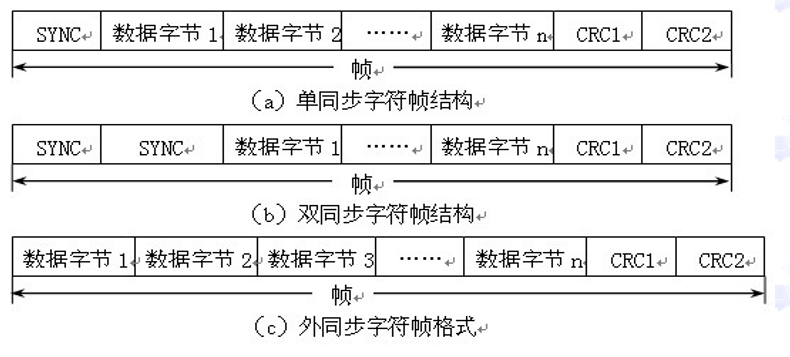 SYNC 数据字节1 数据字节2 …… 数据字节n CRC1 CRC2
帧
（a）单同步字符帧结构
SYNC SYNC 数据字节1 …… 数据字节n CRC1 CRC2
帧
（b）双同步字符帧结构
数据字节1 数据字节2 数据字节3 …… 数据字节n CRC1 CRC2
帧
（c）外同步字符帧格式